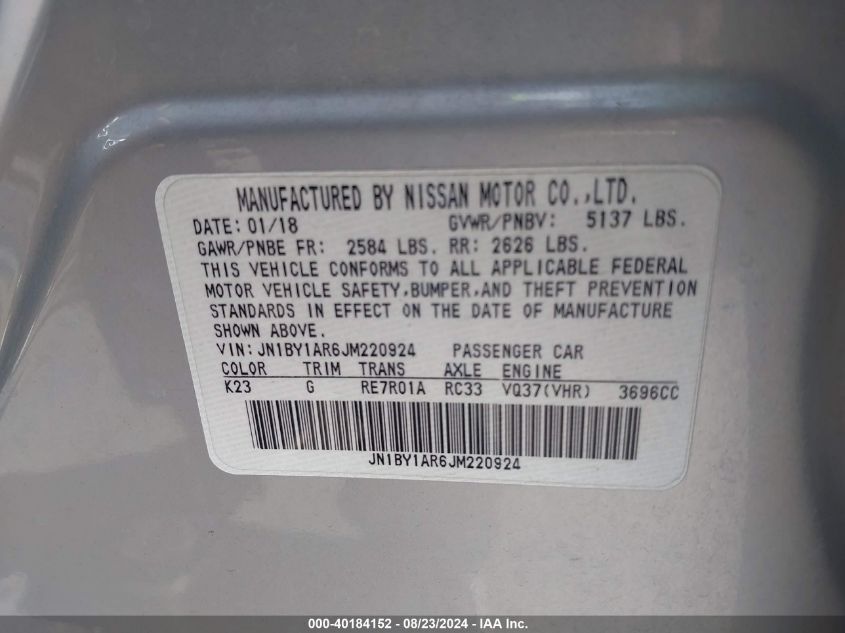 MANUFACTURED BY NISSAN MOTOR CO.,LTD.
DATE: 01/18 GVWR/PNBV: 5137 LBS.
GAWR/PNBE FR: 2584 LBS. RR: 2626 LBS.
THIS VEHICLE CONFORMS TO ALL APPLICABLE FEDERAL
MOTOR VEHICLE SAFETY,BUMPER,AND THEFT PREVENTION
STANDARDS IN EFFECT ON THE DATE OF MANUFACTURE
SHOWN ABOVE.
VIN: JN1BY1AR6JM220924 PASSENGER CAR
COLOR TRIM TRANS AXLE ENGINE
K23 G RE7R01A RC33 VQ37(VHR) 3696CC
JN1BY1AR6JM220924
000-40184152 - 08/23/2024 - IAA Inc.